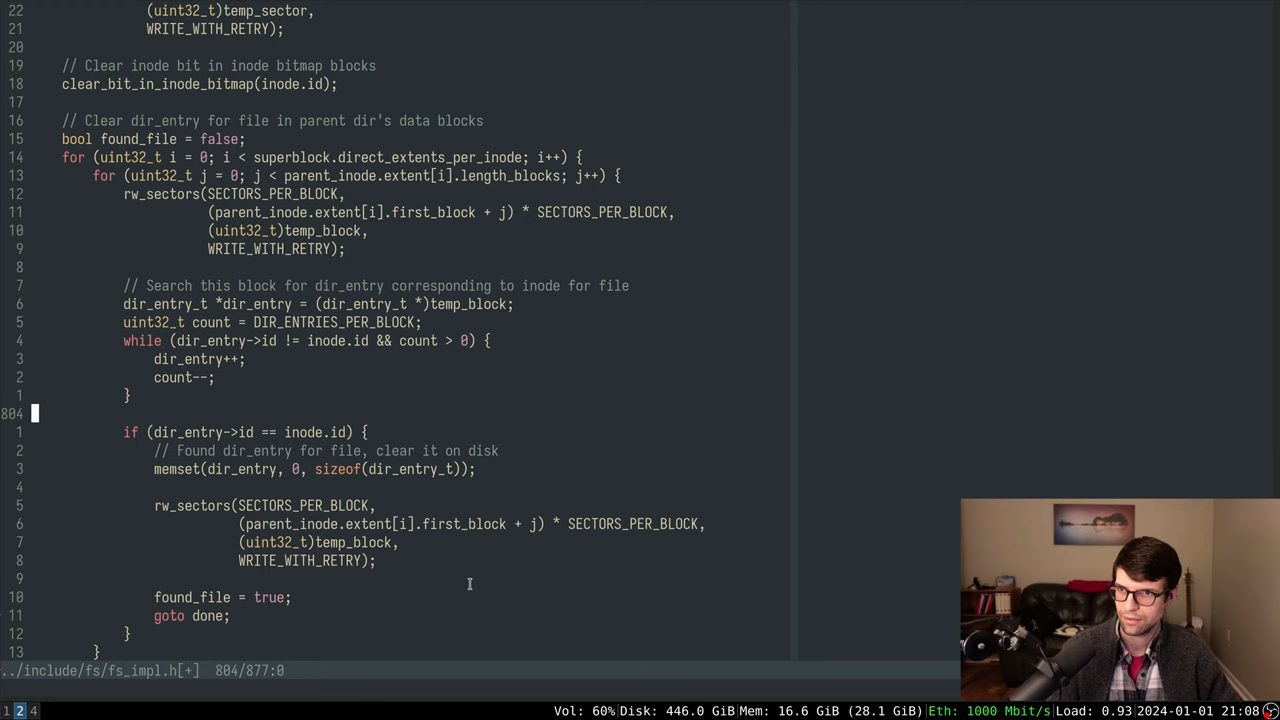 22                (uint32_t)temp_sector,
21                WRITE_WITH_RETRY);
20
19     // Clear inode bit in inode bitmap blocks
18     clear_bit_in_inode_bitmap(inode.id);
17
16     // Clear dir_entry for file in parent dir's data blocks
15     bool found_file = false;
14     for (uint32_t i = 0; i < superblock.direct_extents_per_inode; i++) {
13         for (uint32_t j = 0; j < parent_inode.extent[i].length_blocks; j++) {
12             rw_sectors(SECTORS_PER_BLOCK,
11                        (parent_inode.extent[i].first_block + j) * SECTORS_PER_BLOCK,
10                        (uint32_t)temp_block,
9                        WRITE_WITH_RETRY);
8
7             // Search this block for dir_entry corresponding to inode for file
6             dir_entry_t *dir_entry = (dir_entry_t *)temp_block;
5             uint32_t count = DIR_ENTRIES_PER_BLOCK;
4             while (dir_entry->id != inode.id && count > 0) {
3                 dir_entry++;
2                 count--;
1             }
804
1             if (dir_entry->id == inode.id) {
2                 // Found dir_entry for file, clear it on disk
3                 memset(dir_entry, 0, sizeof(dir_entry_t));
4
5                 rw_sectors(SECTORS_PER_BLOCK,
6                            (parent_inode.extent[i].first_block + j) * SECTORS_PER_BLOCK,
7                            (uint32_t)temp_block,
8                            WRITE_WITH_RETRY);
9
10                 found_file = true;
11                 goto done;
12             }
13         }
../include/fs/fs_impl.h[+]  804/877:0
1 2 4 Vol: 60% Disk: 446.0 GiB Mem: 16.6 GiB (28.1 GiB) Eth: 1000 Mbit/s Load: 0.93 2024-01-01 21:08